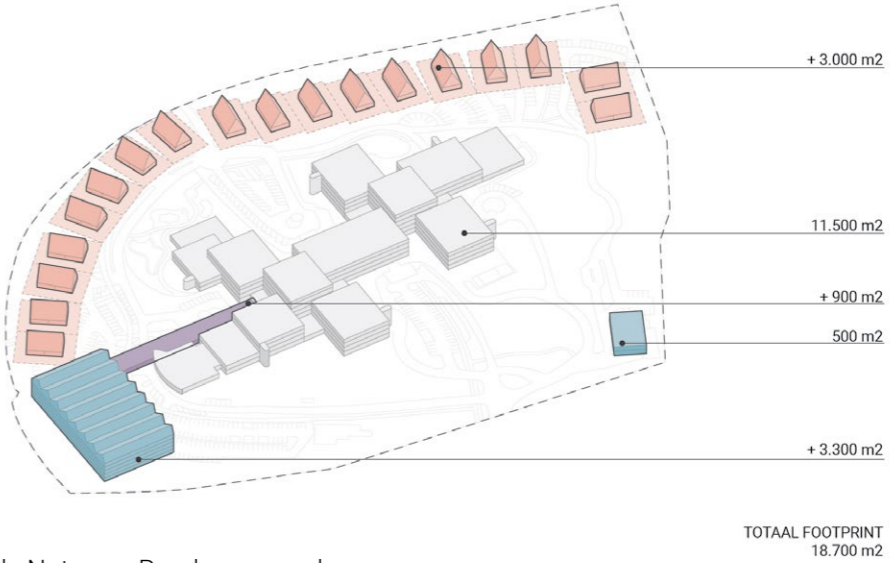 + 3.000 m2
11.500 m2
+ 900 m2
500 m2
+ 3.300 m2
TOTAAL FOOTPRINT
18.700 m2